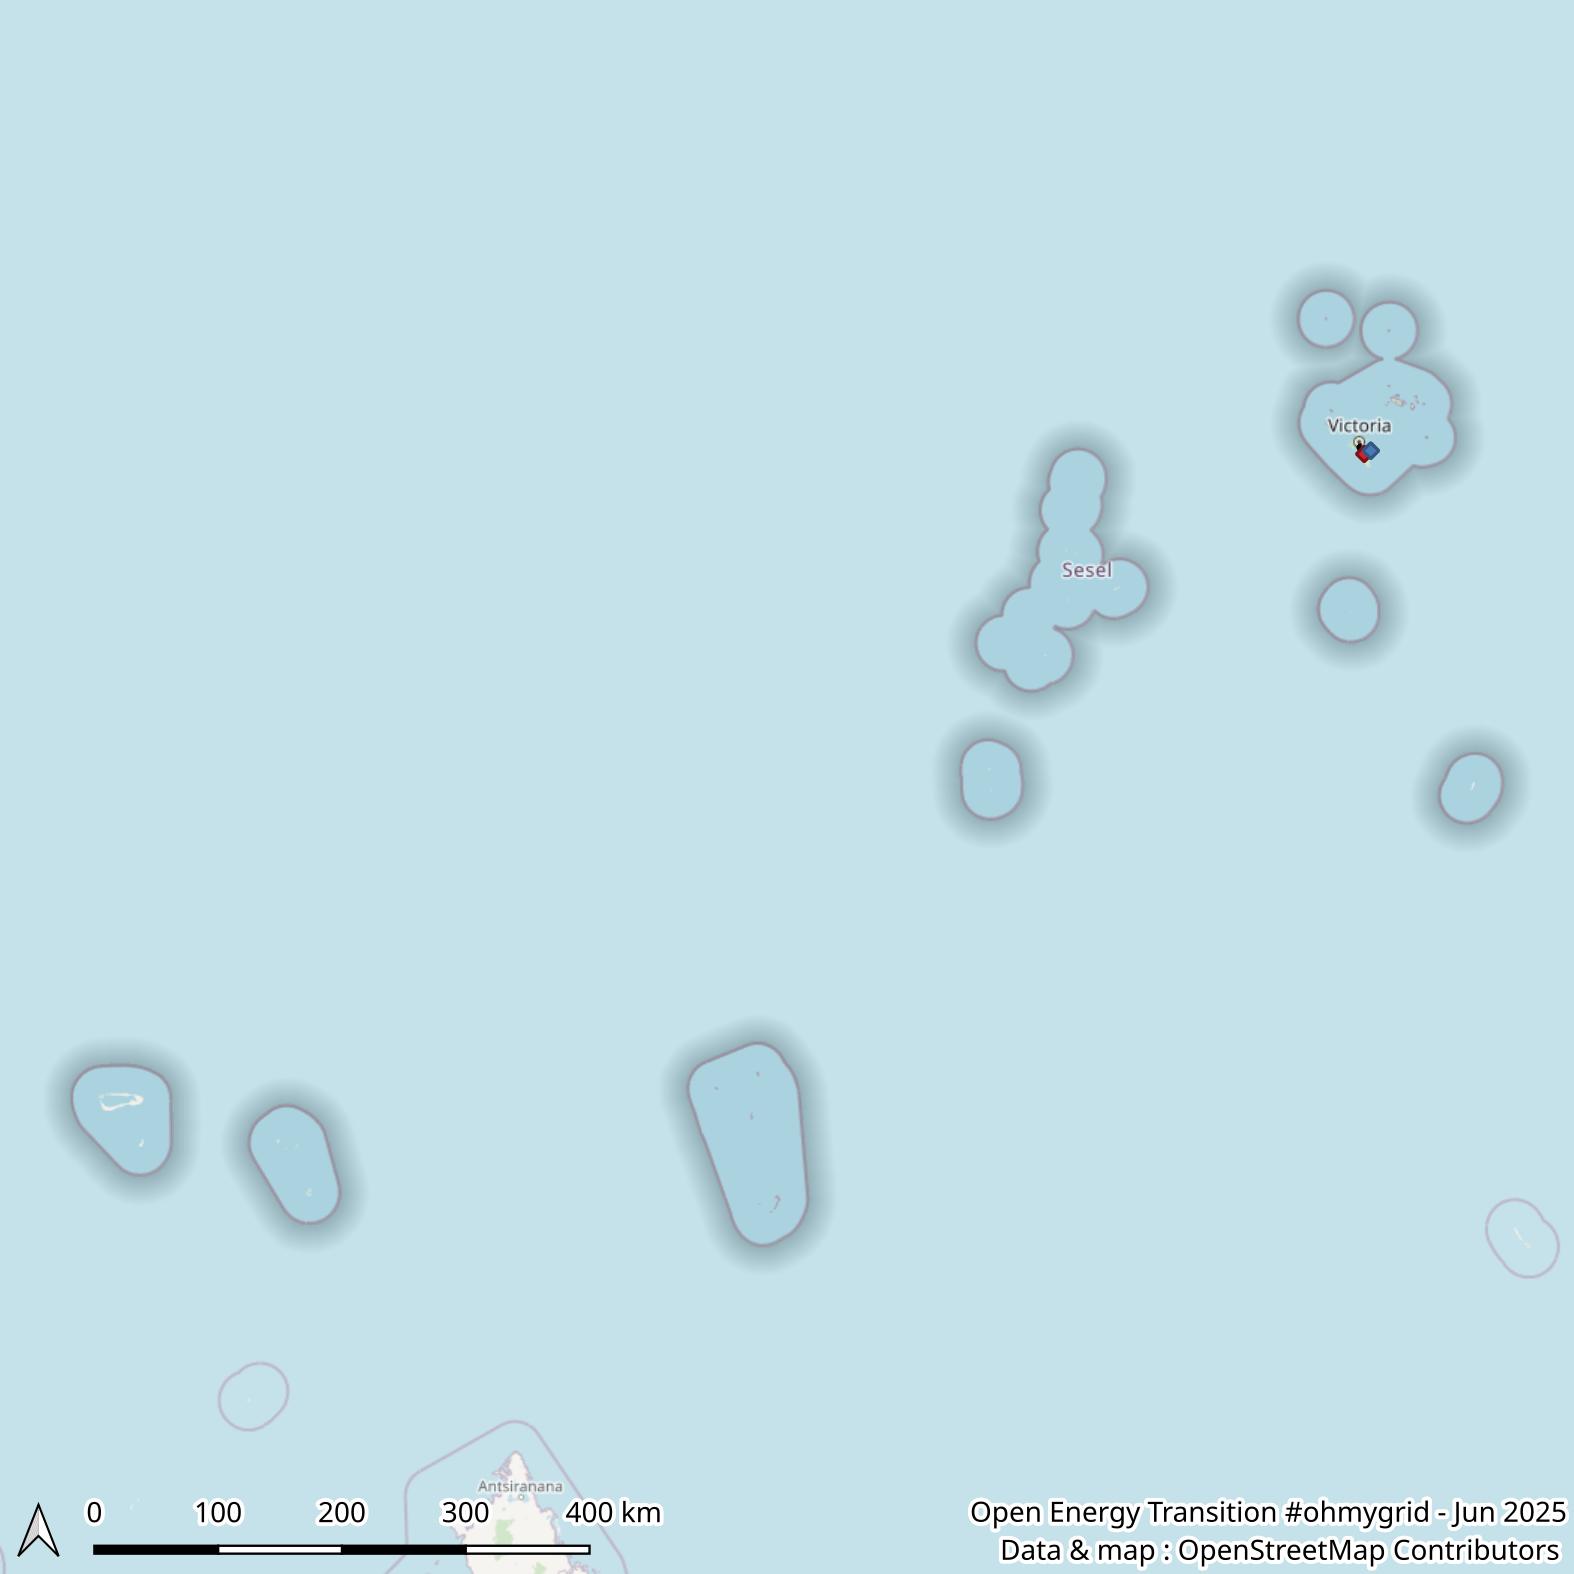 Victoria
Sesel
Antsiranana
0 100 200 300 400 km
Open Energy Transition #ohmygrid - Jun 2025
Data & map : OpenStreetMap Contributors